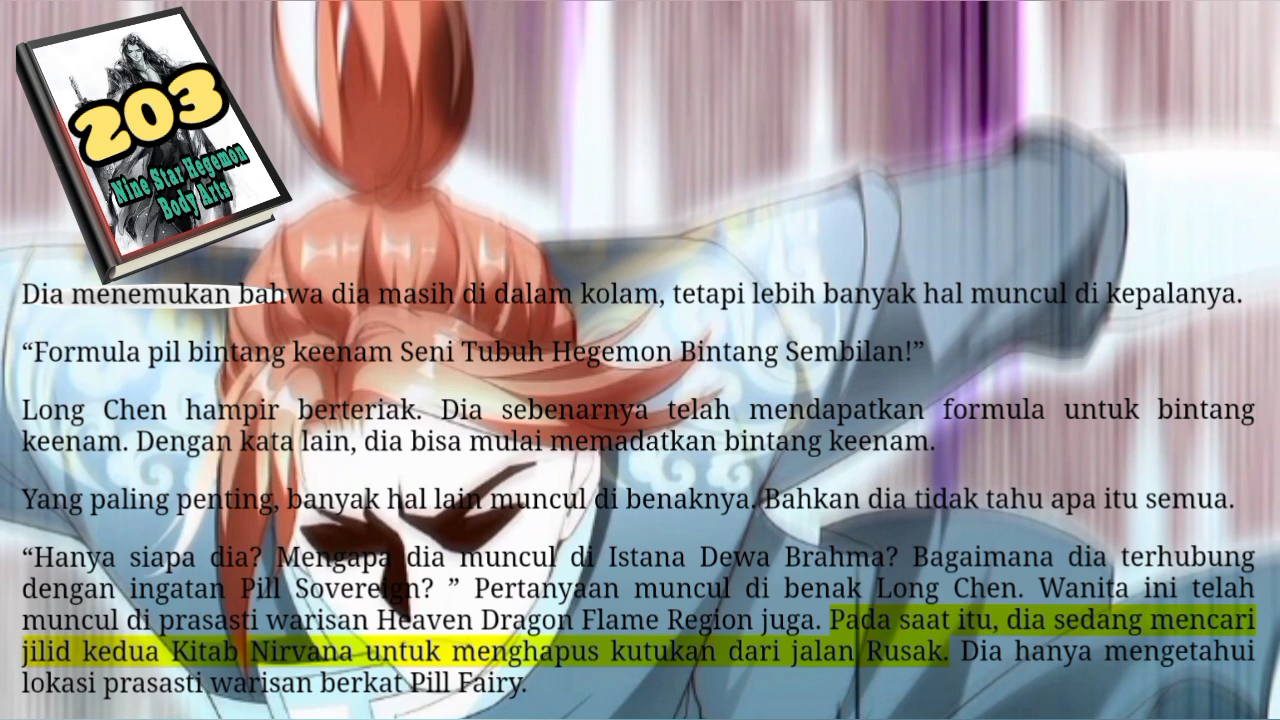 203
Nine Star Hegemon
Body Arts
Dia menemukan bahwa dia masih di dalam kolam, tetapi lebih banyak hal muncul di kepalanya.
“Formula pil bintang keenam Seni Tubuh Hegemon Bintang Sembilan!”
Long Chen hampir berteriak. Dia sebenarnya telah mendapatkan formula untuk bintang
keenam. Dengan kata lain, dia bisa mulai memadatkan bintang keenam.
Yang paling penting, banyak hal lain muncul di benaknya. Bahkan dia tidak tahu apa itu semua.
“Hanya siapa dia? Mengapa dia muncul di Istana Dewa Brahma? Bagaimana dia terhubung
dengan ingatan Pill Sovereign? ” Pertanyaan muncul di benak Long Chen. Wanita ini telah
muncul di prasasti warisan Heaven Dragon Flame Region juga. Pada saat itu, dia sedang mencari
jilid kedua Kitab Nirvana untuk menghapus kutukan dari jalan Rusak. Dia hanya mengetahui
lokasi prasasti warisan berkat Pill Fairy.